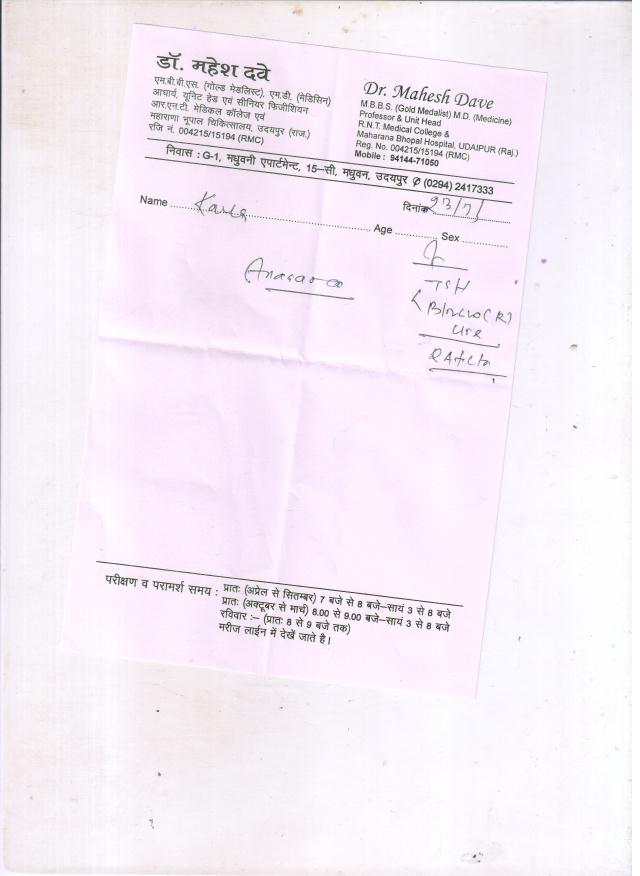 डॉ. महेश दवे
एम.बी.बी.एस. (गोल्ड मेडलिस्ट), एम.डी. (मेडिसिन)
आचार्य, यूनिट हेड एवं सीनियर फिजीशियन
आर.एन.टी. मेडिकल कॉलेज एवं
महाराणा भूपाल चिकित्सालय, उदयपुर (राज.)
रजि नं. 004215/15194 (RMC)
Dr. Mahesh Dave
M.B.B.S. (Gold Medalist) M.D. (Medicine)
Professor & Unit Head
R.N.T. Medical College &
Maharana Bhopal Hospital, UDAIPUR (Raj.)
Reg. No. 004215/15194 (RMC)
Mobile : 94144-71050
निवास : G-1, मधुवनी एपार्टमेन्ट, 15-सी, मधुवन, उदयपुर ✆ (0294) 2417333
दिनांक 23/7/
Name .......... Age .......... Sex ..........
TSH
परीक्षण व परामर्श समय : प्रातः (अप्रेल से सितम्बर) 7 बजे से 8 बजे–सायं 3 से 8 बजे
प्रातः (अक्टूबर से मार्च) 8.00 से 9.00 बजे–सायं 3 से 8 बजे
रविवार :– (प्रातः 8 से 9 बजे तक)
मरीज लाईन में देखें जाते है।